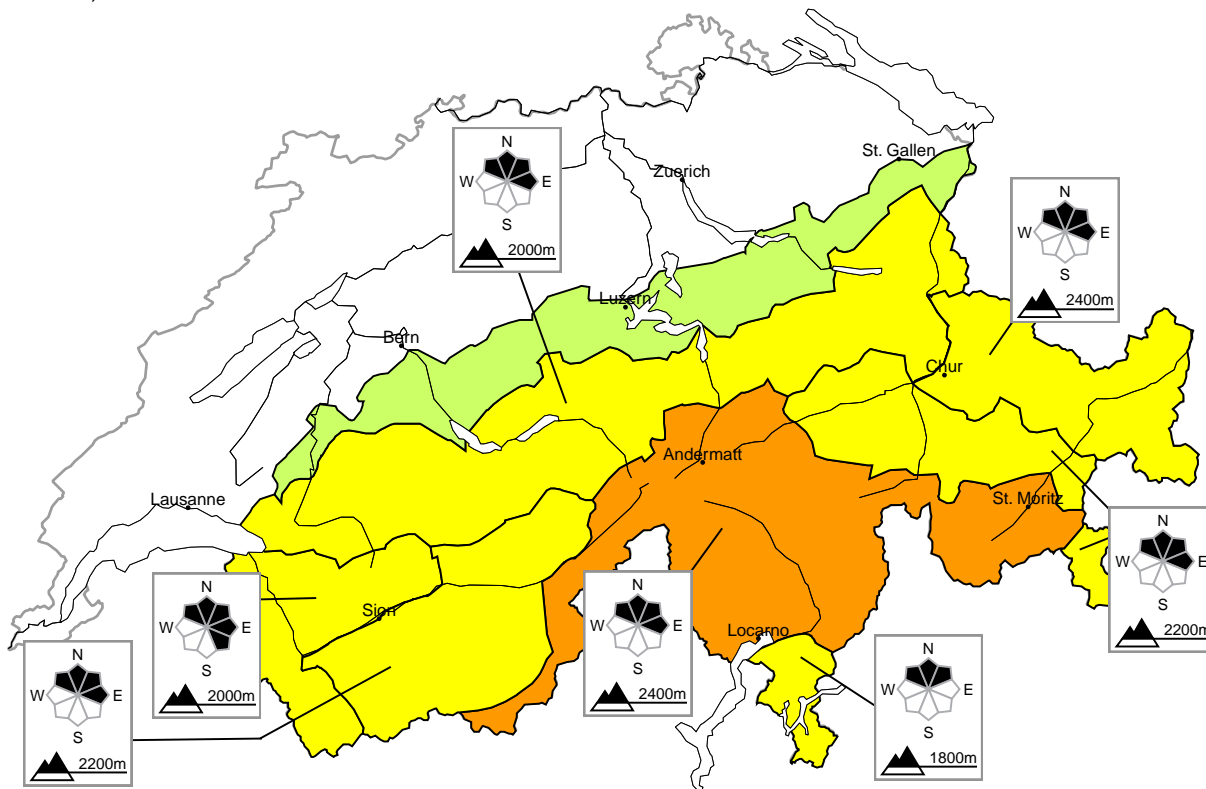 St. Gallen
Zuerich
N
W E
S
2000m
N
W E
S
2400m
Luzern
Bern
Chur
Andermatt
Lausanne
St. Moritz
N
W E
S
2200m
N
W E
S
2000m
Sion
N
W E
S
2400m
Locarno
N
W E
S
2200m
N
W E
S
1800m